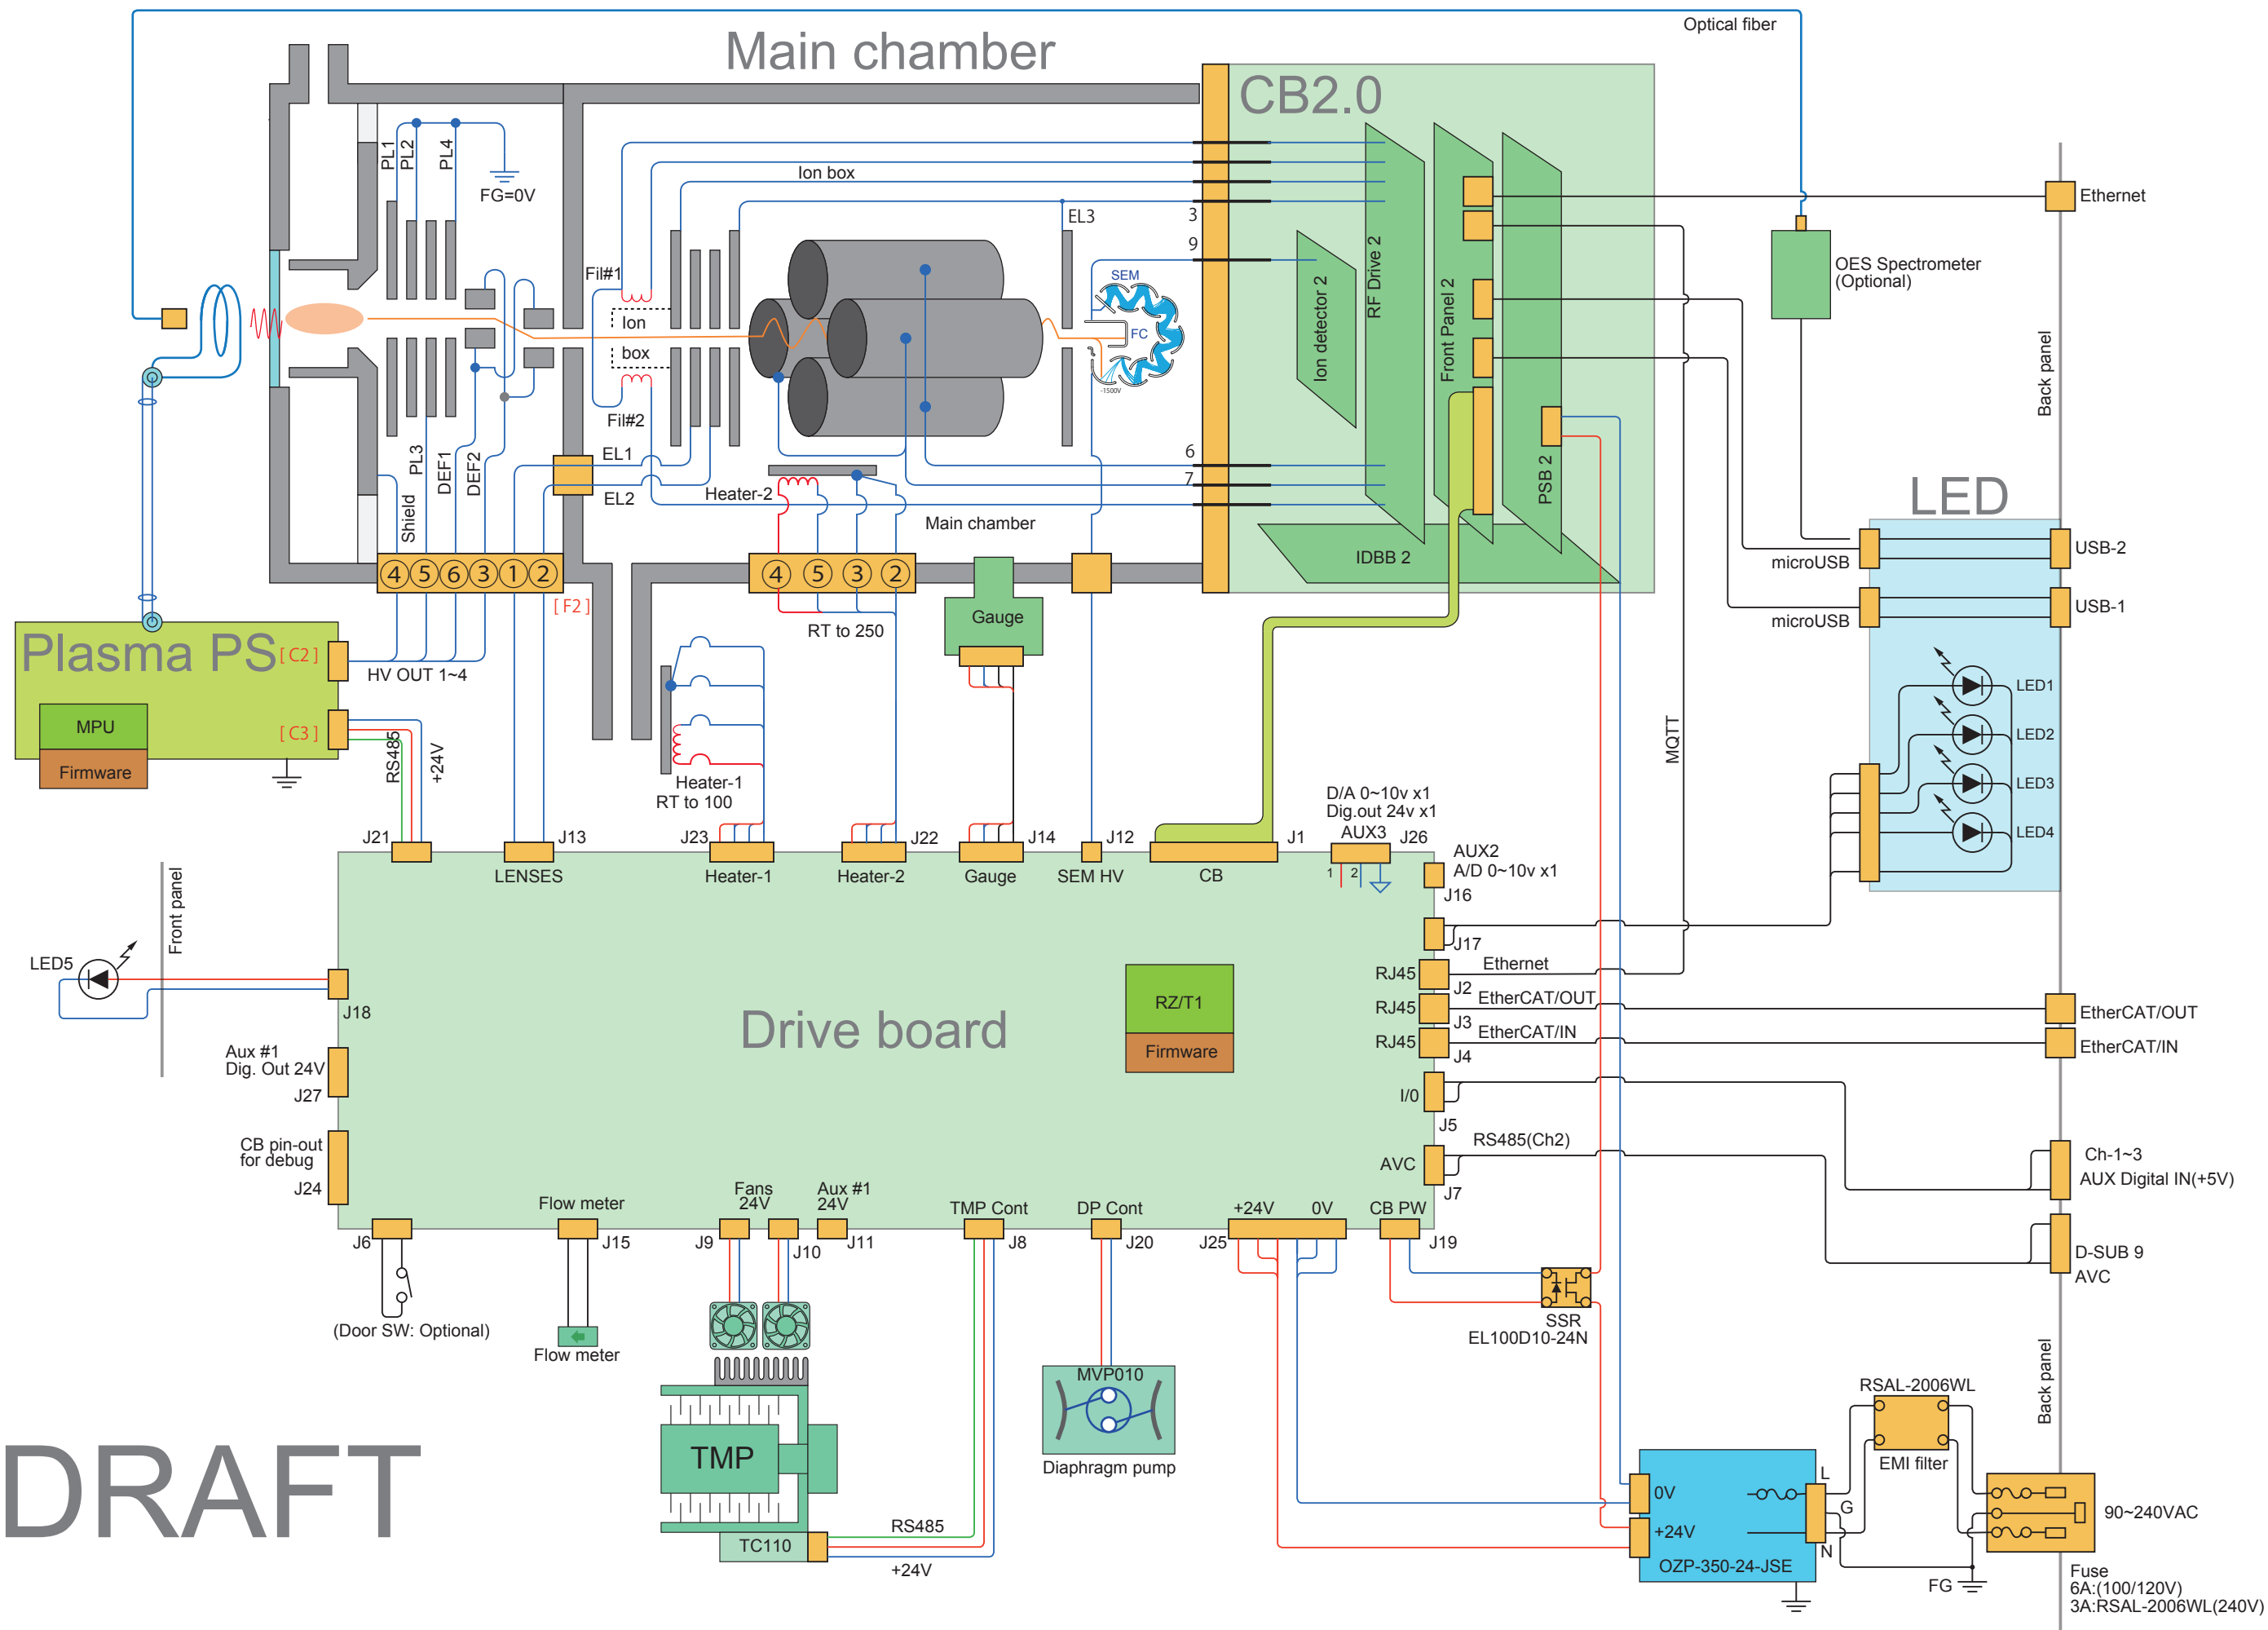 Optical fiber
Main chamber
CB2.0
PL1
PL2
PL4
FG=0V
Ion box
3
EL3
9
Ethernet
Fil#1
SEM
OES Spectrometer
(Optional)
Ion
box
FC
-1500V
Ion detector 2
RF Drive 2
Front Panel 2
PSB 2
Back panel
Fil#2
PL3
DEF1
DEF2
Shield
EL1
EL2
6
7
Heater-2
Main chamber
LED
IDBB 2
microUSB
USB-2
4
5
6
3
1
2
4
5
3
2
[ F2 ]
RT to 250
Gauge
microUSB
USB-1
Plasma PS
[ C2 ]
HV OUT 1~4
MPU
Firmware
[ C3 ]
RS485
+24V
Heater-1
RT to 100
MQTT
LED1
LED2
LED3
LED4
D/A 0~10v x1
Dig.out 24v x1
AUX3
J26
J21
J13
J23
J22
J14
J12
J1
LENSES
Heater-1
Heater-2
Gauge
SEM HV
CB
1
2
AUX2
A/D 0~10v x1
J16
Front panel
LED5
J17
RJ45
Ethernet
J2
RJ45
EtherCAT/OUT
J3
EtherCAT/OUT
RJ45
EtherCAT/IN
J4
EtherCAT/IN
J18
Drive board
RZ/T1
Firmware
Aux #1
Dig. Out 24V
J27
I/0
J5
CB pin-out
for debug
J24
RS485(Ch2)
AVC
J7
Ch-1~3
AUX Digital IN(+5V)
Flow meter
Fans
24V
Aux #1
24V
TMP Cont
DP Cont
+24V
0V
CB PW
J6
J15
J9
J10
J11
J8
J20
J25
J19
D-SUB 9
AVC
(Door SW: Optional)
Flow meter
SSR
EL100D10-24N
MVP010
Diaphragm pump
RSAL-2006WL
EMI filter
Back panel
DRAFT
TMP
TC110
RS485
+24V
0V
+24V
OZP-350-24-JSE
L
G
N
FG
90~240VAC
Fuse
6A:(100/120V)
3A:RSAL-2006WL(240V)